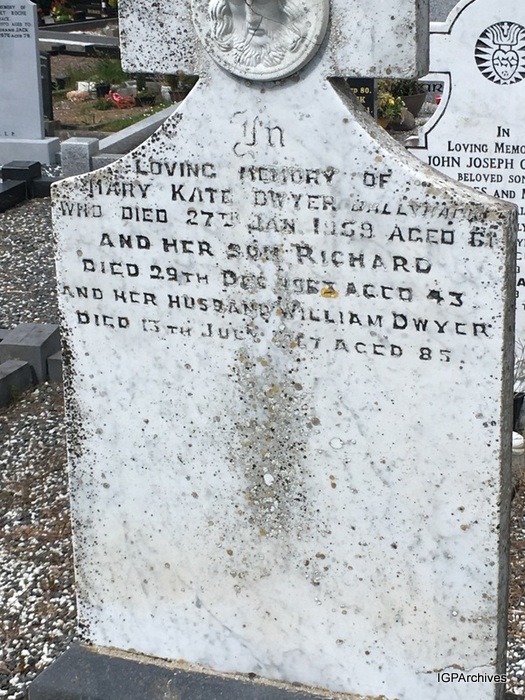 In
LOVING MEMORY OF
MARY KATE DWYER
WHO DIED 27TH JAN 1959 AGED
AND HER SON RICHARD
DIED 29TH DEC AGED 43
AND HER HUSBAND WILLIAM DWYER
DIED 15TH JULY AGED 85.
IN
LOVING MEMO
JOHN JOSEPH
BELOVED SON
IGPArchives